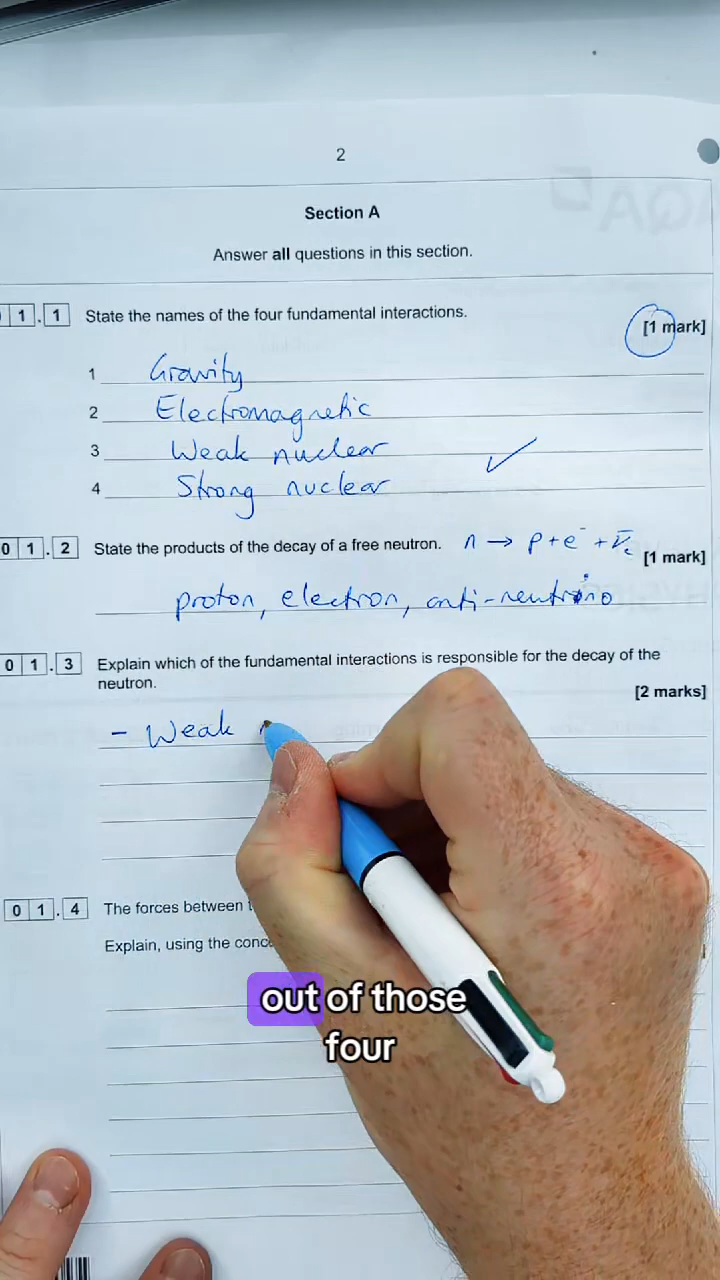 2
AQA
Section A
Answer all questions in this section.
1 . 1 State the names of the four fundamental interactions.
[1 mark]
1 Gravity
2 Electromagnetic
3 Weak nuclear ✓
4 Strong nuclear
0 1 . 2 State the products of the decay of a free neutron. n → p + e⁻ + ν̅ₑ
[1 mark]
proton, electron, anti-neutrino
0 1 . 3 Explain which of the fundamental interactions is responsible for the decay of the
neutron.
[2 marks]
- Weak
0 1 . 4 The forces between
Explain, using the conc
out of those
four